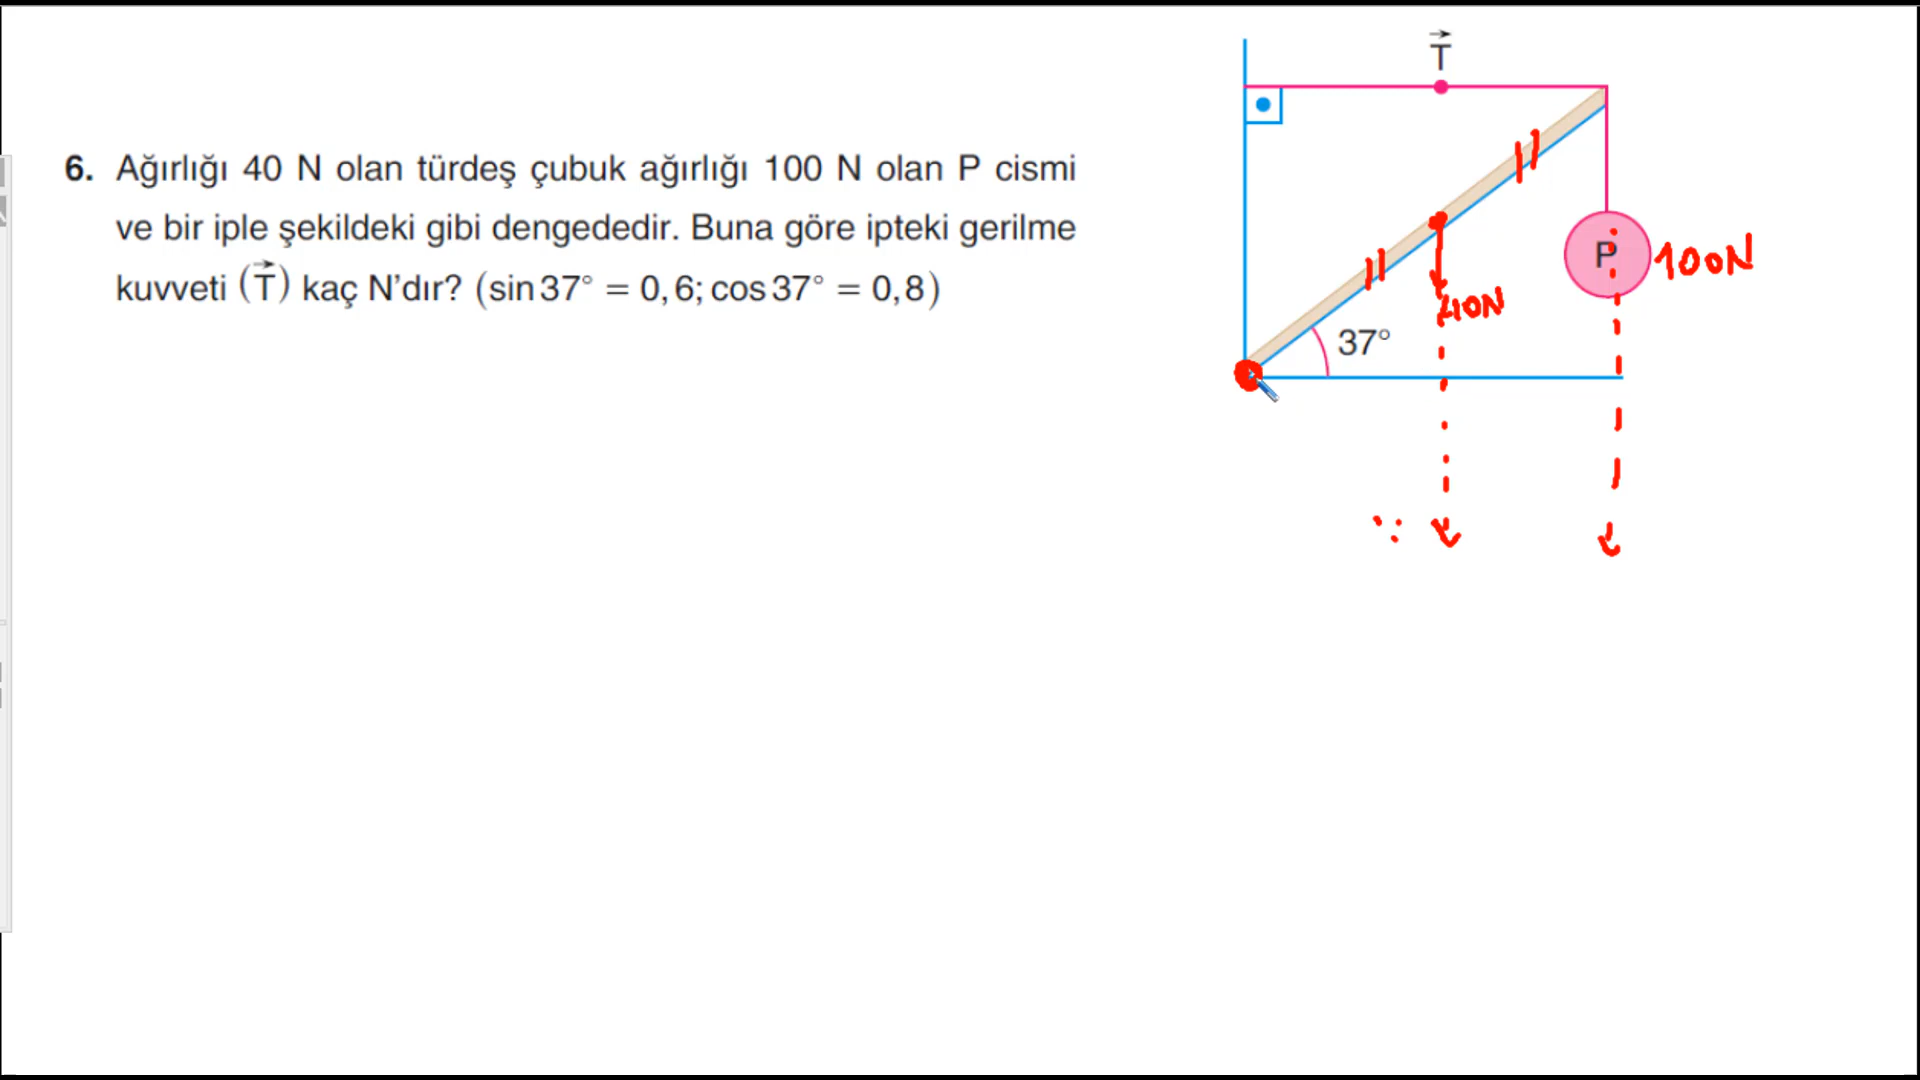 6. Ağırlığı 40 N olan türdeş çubuk ağırlığı 100 N olan P cismi
ve bir iple şekildeki gibi dengededir. Buna göre ipteki gerilme
kuvveti (T⃗) kaç N'dır? (sin 37° = 0,6; cos 37° = 0,8)
T⃗
P 100N
40N
37°